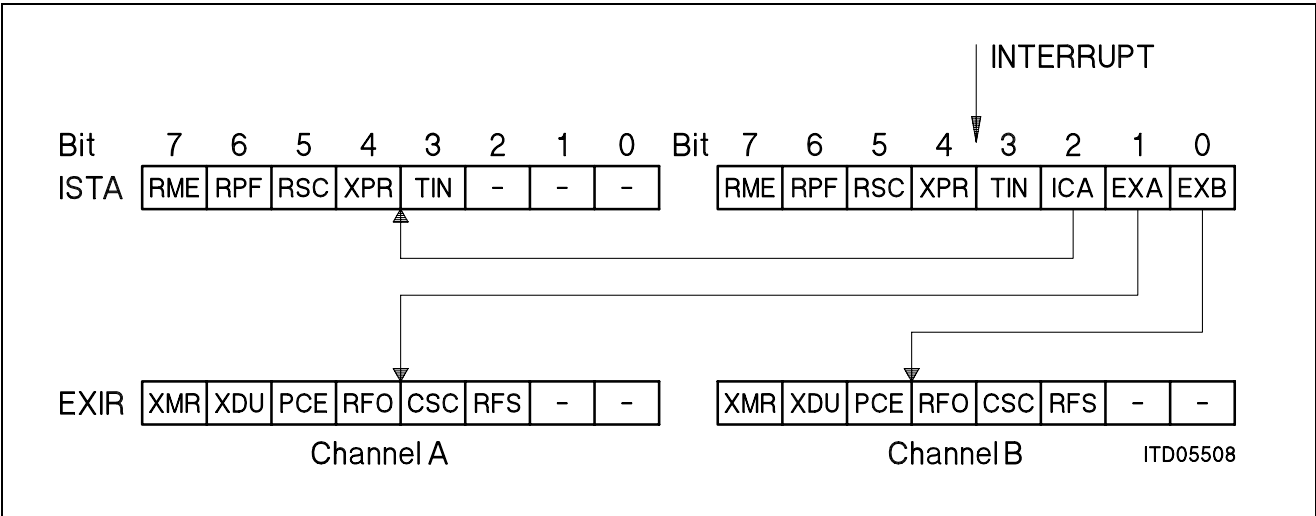 INTERRUPT
Bit 7 6 5 4 3 2 1 0 Bit 7 6 5 4 3 2 1 0
ISTA RME RPF RSC XPR TIN - - - RME RPF RSC XPR TIN ICA EXA EXB
EXIR XMR XDU PCE RFO CSC RFS - - XMR XDU PCE RFO CSC RFS - -
Channel A Channel B ITD05508